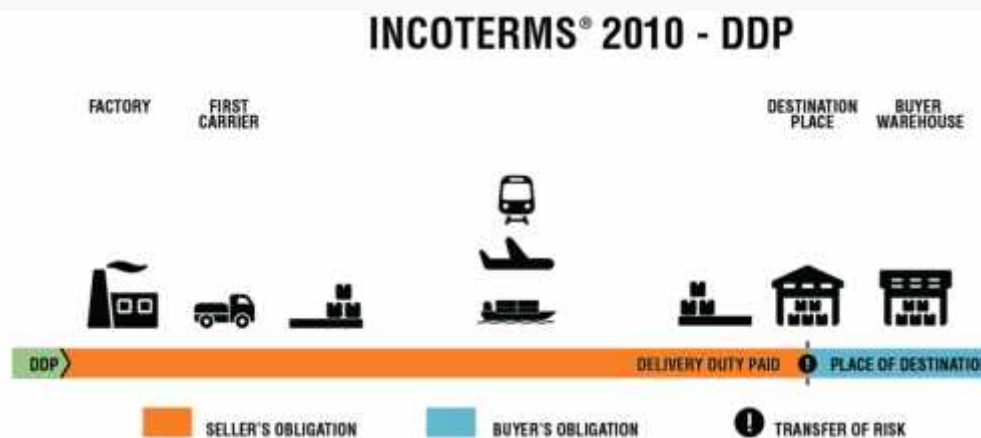 INCOTERMS® 2010 - DDP
FACTORY
FIRST
CARRIER
DESTINATION
PLACE
BUYER
WAREHOUSE
DDP
DELIVERY DUTY PAID
PLACE OF DESTINATIO
SELLER'S OBLIGATION
BUYER'S OBLIGATION
TRANSFER OF RISK